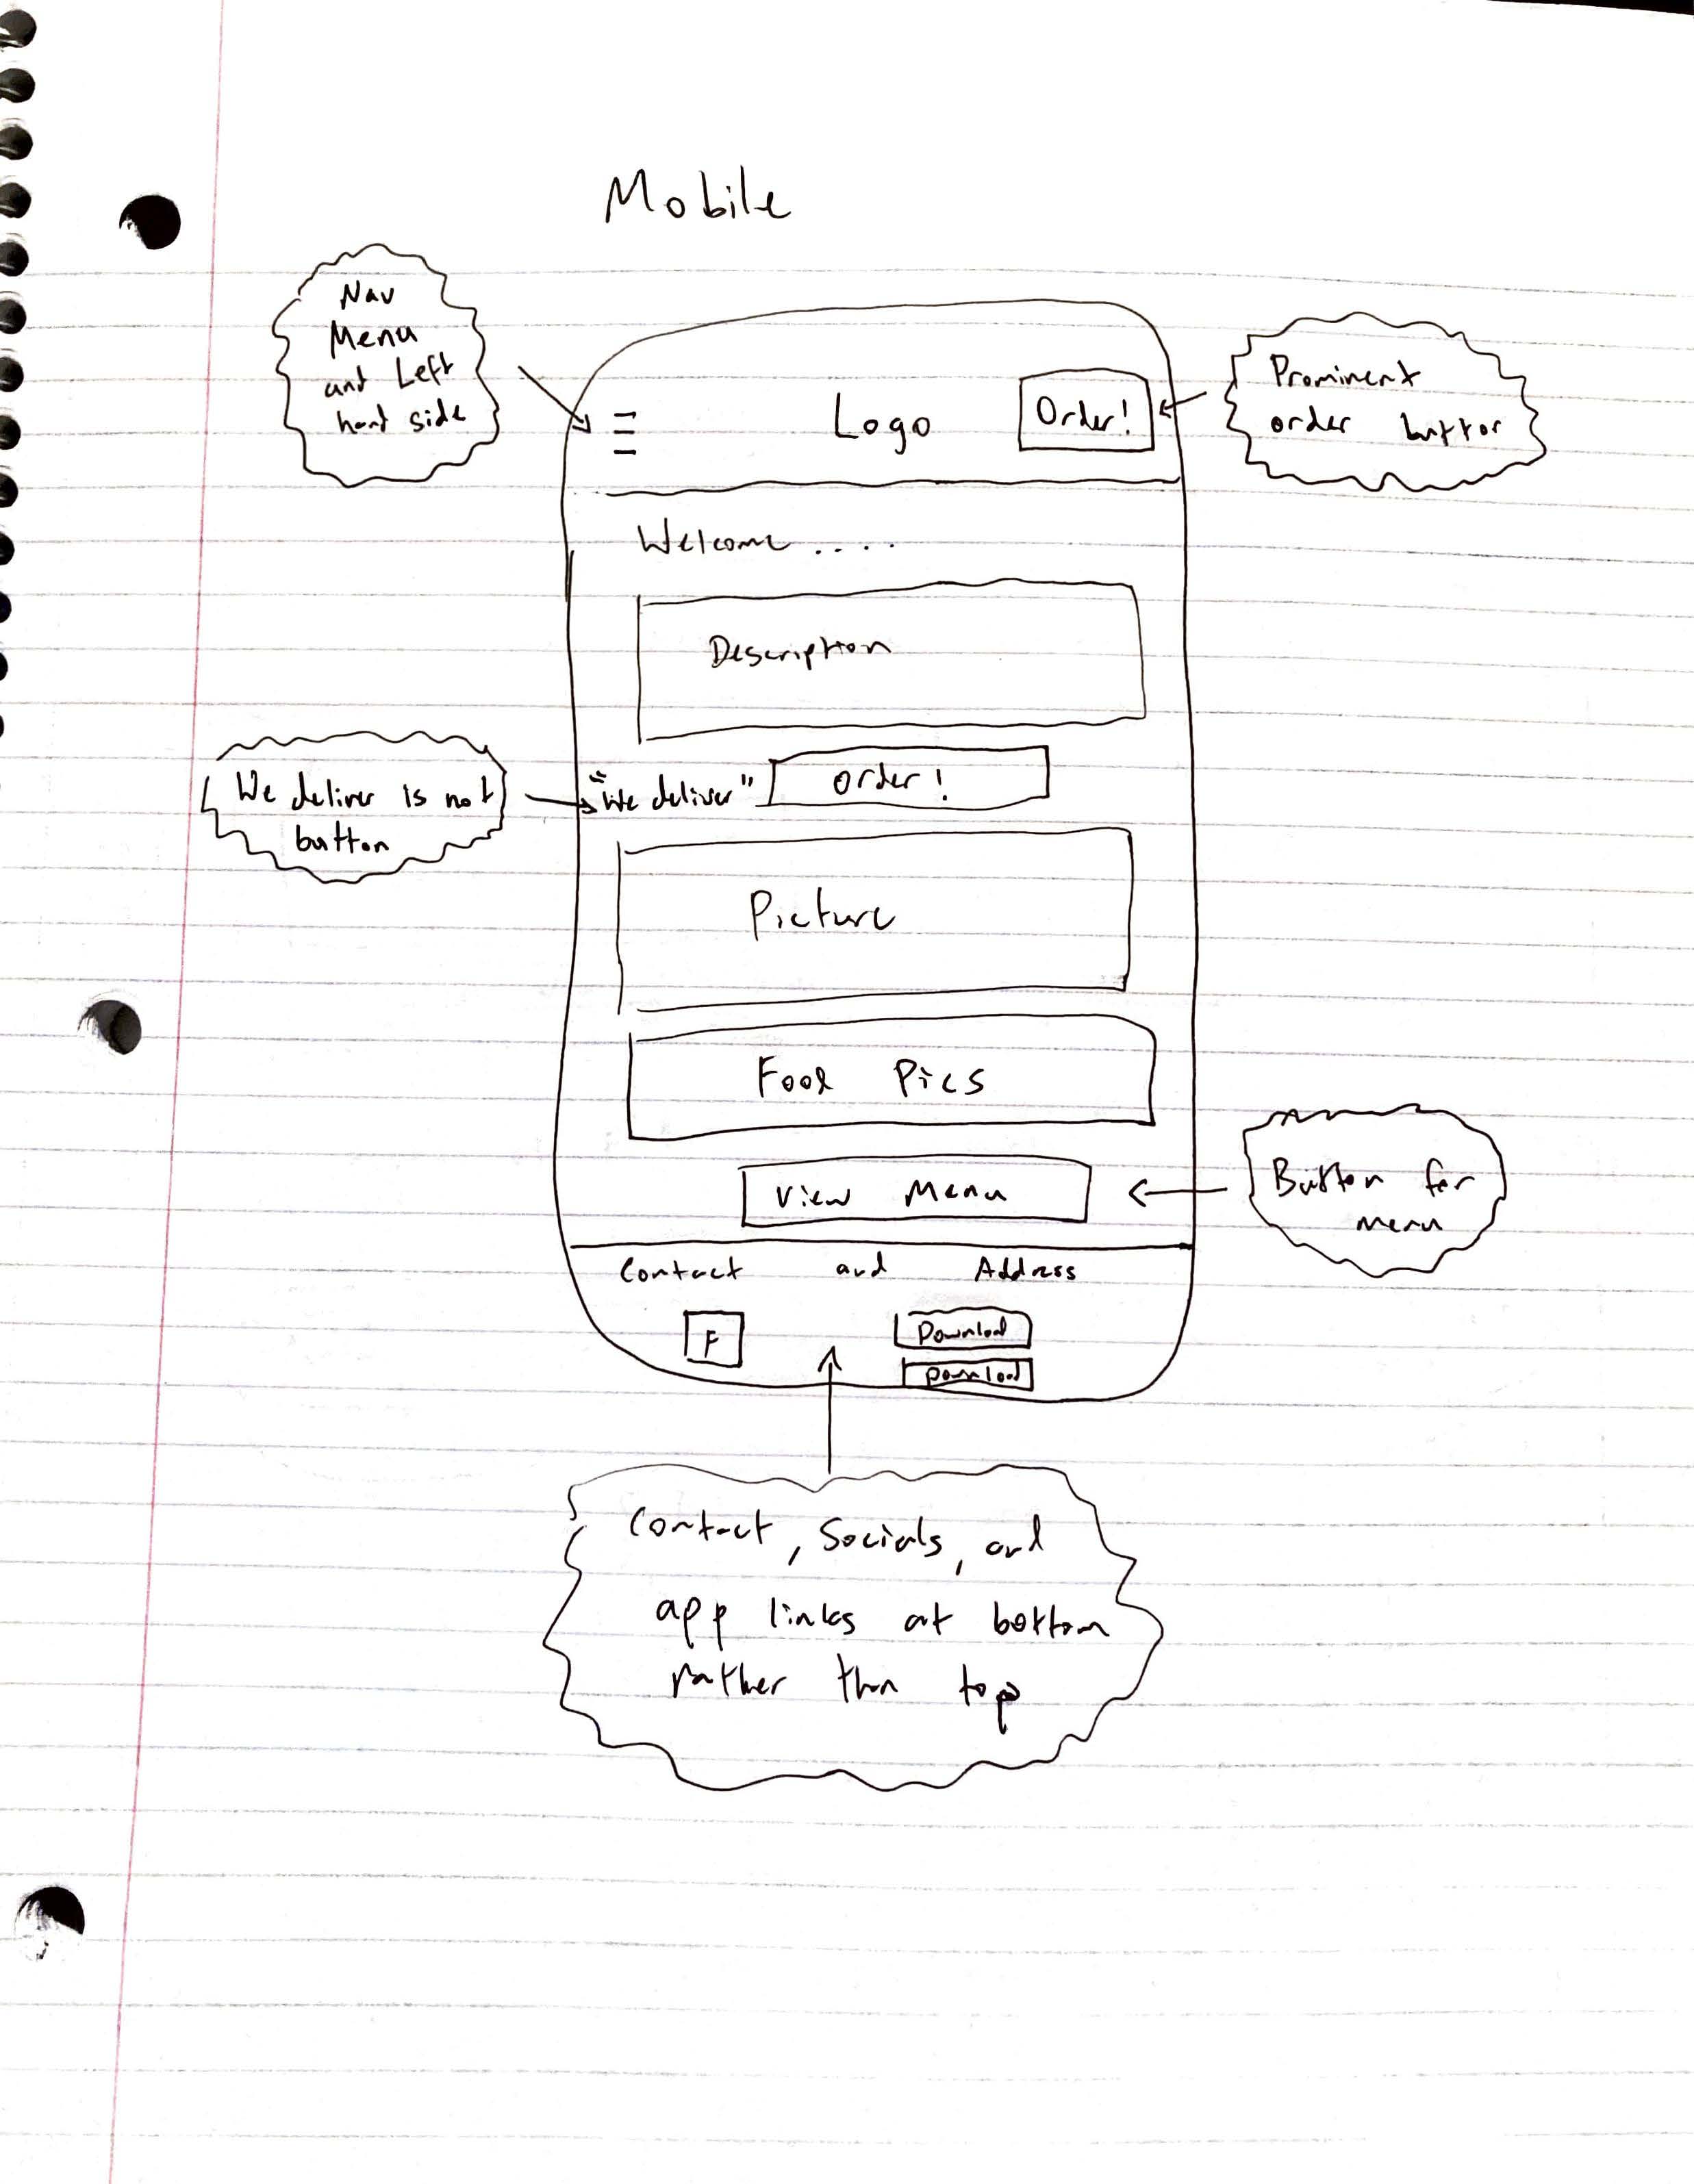 Mobile
Nav
Menu
and Left
hand side
Logo
Order!
Prominent
order button
Welcome....
Description
We deliver is not
button
"We deliver"
Order!
Picture
Food Pics
View Menu
Button for
menu
Contact and Address
F
Download
Download
Contact, Socials, and
app links at bottom
rather than top